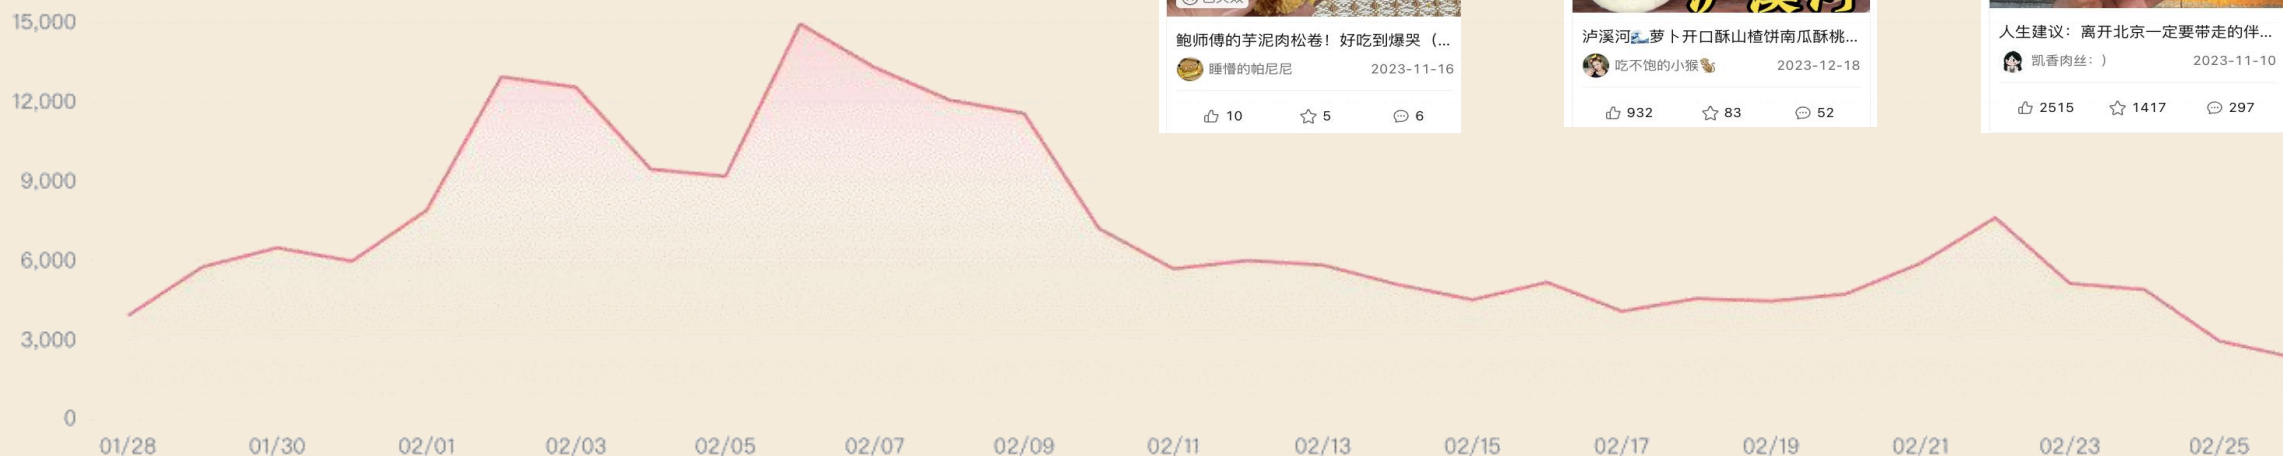 15,000
12,000
9,000
6,000
3,000
0
01/28
01/30
02/01
02/03
02/05
02/07
02/09
02/11
02/13
02/15
02/17
02/19
02/21
02/23
02/25
鲍师傅的芋泥肉松卷！好吃到爆哭（...
睡懵的帕尼尼 2023-11-16
10 5 6
泸溪河🌊萝卜开口酥山楂饼南瓜酥桃...
吃不饱的小猴🐒 2023-12-18
932 83 52
人生建议：离开北京一定要带走的伴...
凯香肉丝：） 2023-11-10
2515 1417 297